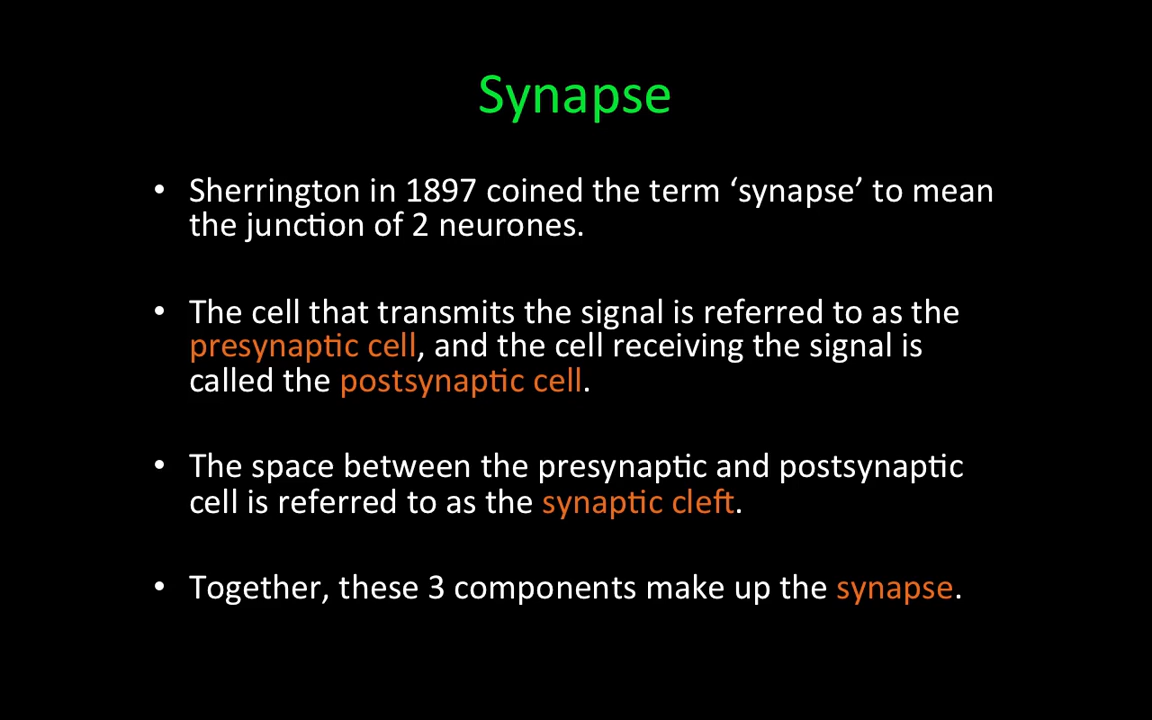 Synapse
• Sherrington in 1897 coined the term ‘synapse’ to mean
the junction of 2 neurones.
• The cell that transmits the signal is referred to as the
presynaptic cell, and the cell receiving the signal is
called the postsynaptic cell.
• The space between the presynaptic and postsynaptic
cell is referred to as the synaptic cleft.
• Together, these 3 components make up the synapse.